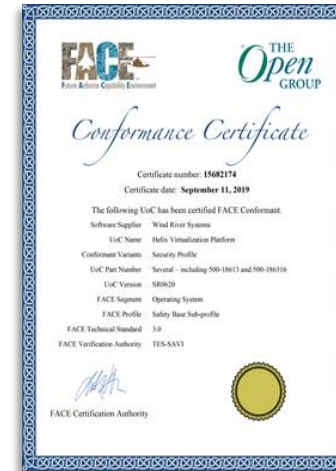 FACE
Future Airborne Capability Environment
THE
Open
GROUP
Conformance Certificate
Certificate number: 15682174
Certificate date: September 11, 2019
The following UoC has been certified FACE Conformant.
Software Supplier Wind River Systems
UoC Name Helix Virtualization Platform
Conformant Variants Security Profile
UoC Part Number Several – including 500-18613 and 500-186316
UoC Version SR0620
FACE Segment Operating System
FACE Profile Safety Base Sub-profile
FACE Technical Standard 3.0
FACE Verification Authority TES-SAVI
FACE Certification Authority